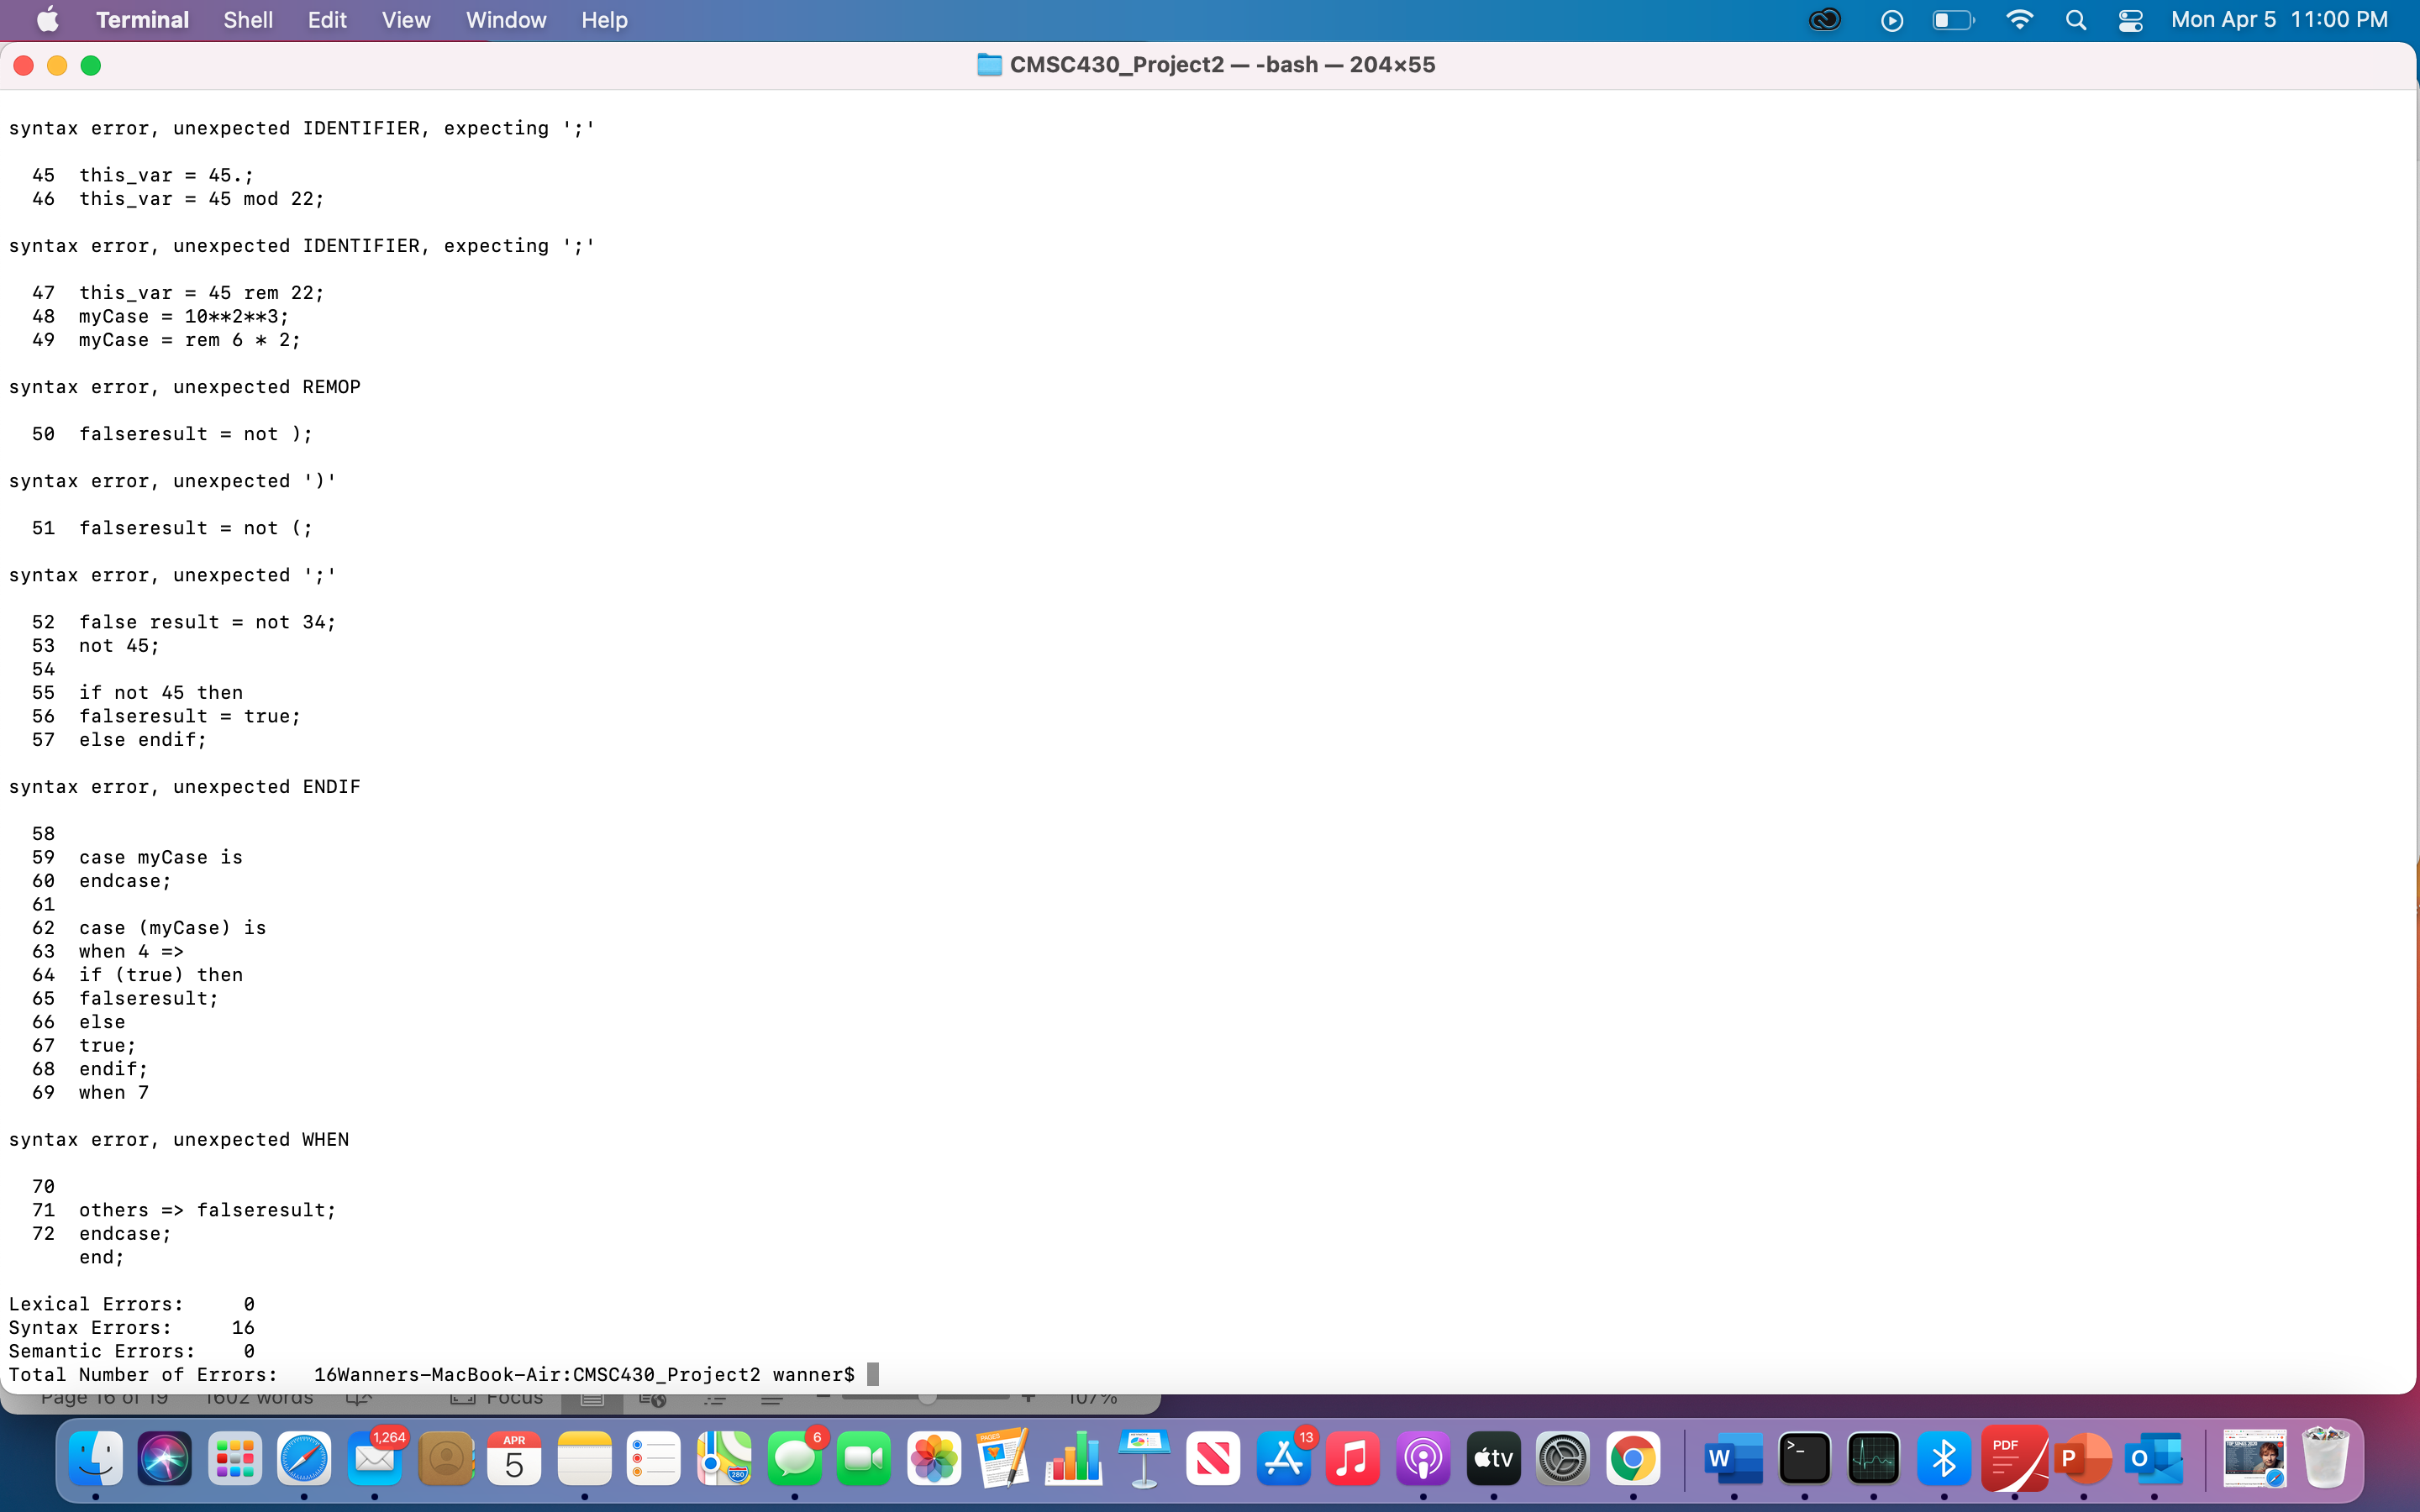 Terminal Shell Edit View Window Help Mon Apr 5 11:00 PM
CMSC430_Project2 — -bash — 204×55
syntax error, unexpected IDENTIFIER, expecting ';'
45 this_var = 45.;
46 this_var = 45 mod 22;
syntax error, unexpected IDENTIFIER, expecting ';'
47 this_var = 45 rem 22;
48 myCase = 10**2**3;
49 myCase = rem 6 * 2;
syntax error, unexpected REMOP
50 falseresult = not );
syntax error, unexpected ')'
51 falseresult = not (;
syntax error, unexpected ';'
52 false result = not 34;
53 not 45;
54
55 if not 45 then
56 falseresult = true;
57 else endif;
syntax error, unexpected ENDIF
58
59 case myCase is
60 endcase;
61
62 case (myCase) is
63 when 4 =>
64 if (true) then
65 falseresult;
66 else
67 true;
68 endif;
69 when 7
syntax error, unexpected WHEN
70
71 others => falseresult;
72 endcase;
end;
Lexical Errors: 0
Syntax Errors: 16
Semantic Errors: 0
Total Number of Errors: 16Wanners-MacBook-Air:CMSC430_Project2 wanner$
Page 16 of 19 1602 words Focus 107%
1,264 APR 5 6 PAGES 280 13 tv W >_ PDF P O